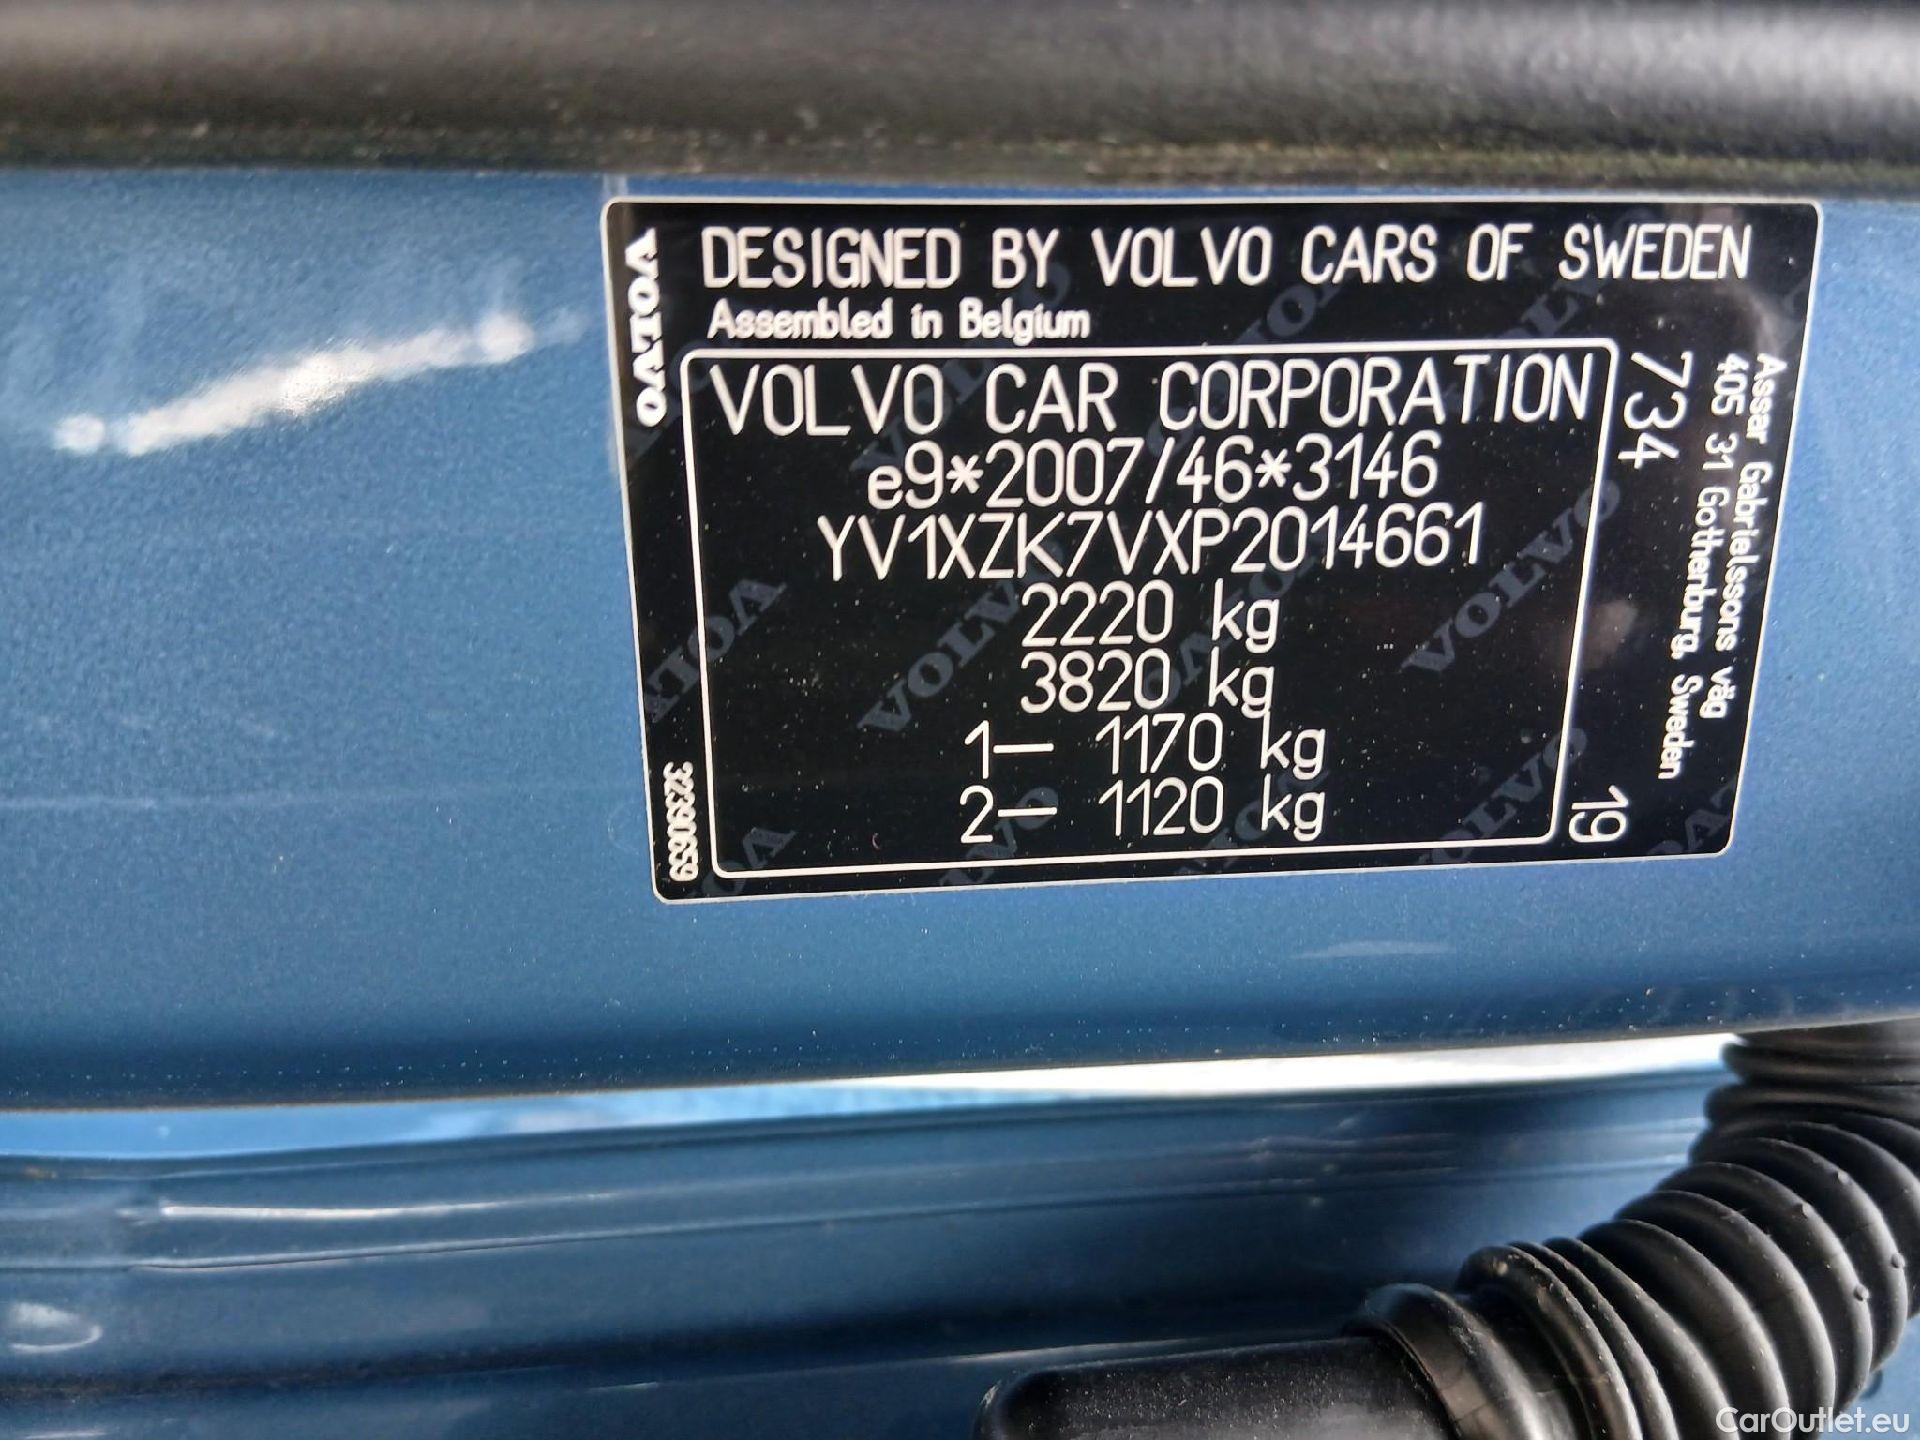 VOLVO
DESIGNED BY VOLVO CARS OF SWEDEN
Assembled in Belgium
VOLVO CAR CORPORATION
e9*2007/46*3146
YV1XZK7VXP2014661
2220 kg
3820 kg
1— 1170 kg
2— 1120 kg
32390659
734
19
Assar Gabrielssons väg
405 31 Gothenburg, Sweden
CarOutlet.eu